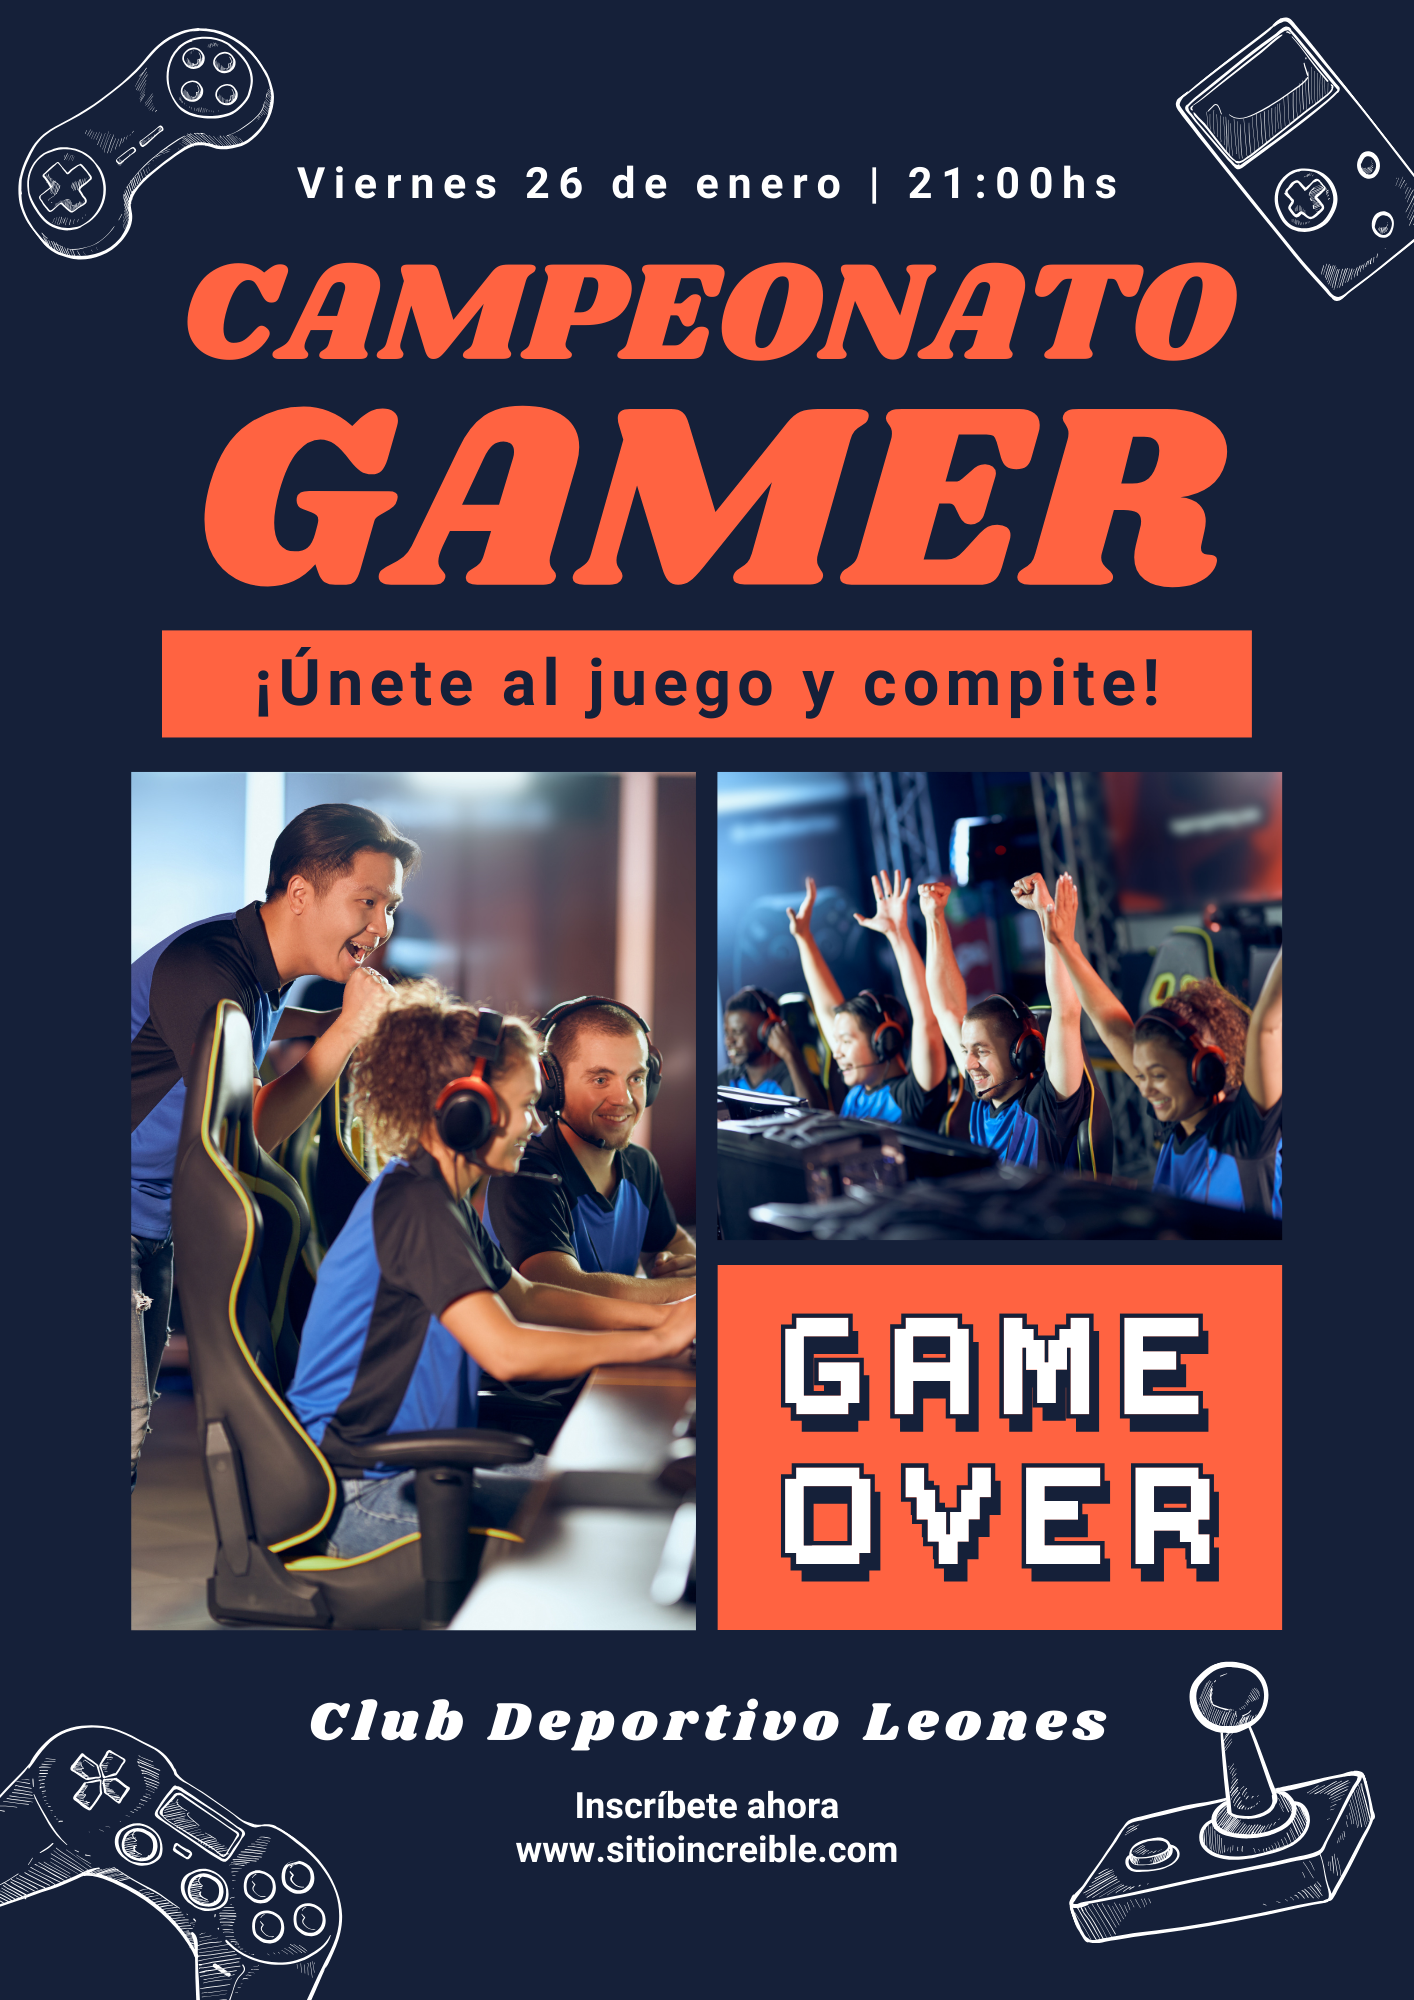 Viernes 26 de enero | 21:00hs
CAMPEONATO
GAMER
¡Únete al juego y compite!
GAME
OVER
Club Deportivo Leones
Inscríbete ahora
www.sitioincreible.com